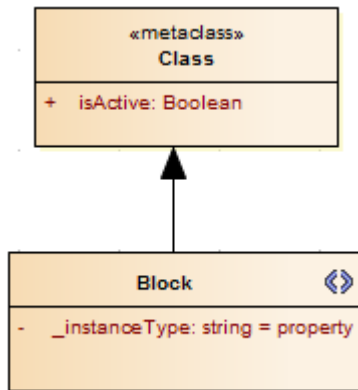 «metaclass»
Class
+ isActive: Boolean
Block
- _instanceType: string = property